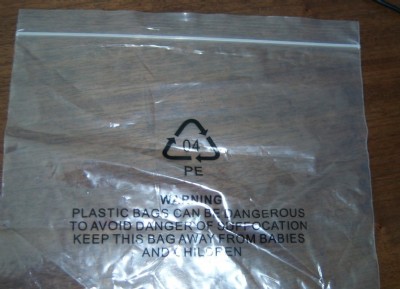 04
PE
WARNING
PLASTIC BAGS CAN BE DANGEROUS
TO AVOID DANGER OF SUFFOCATION
KEEP THIS BAG AWAY FROM BABIES
AND CHILDREN